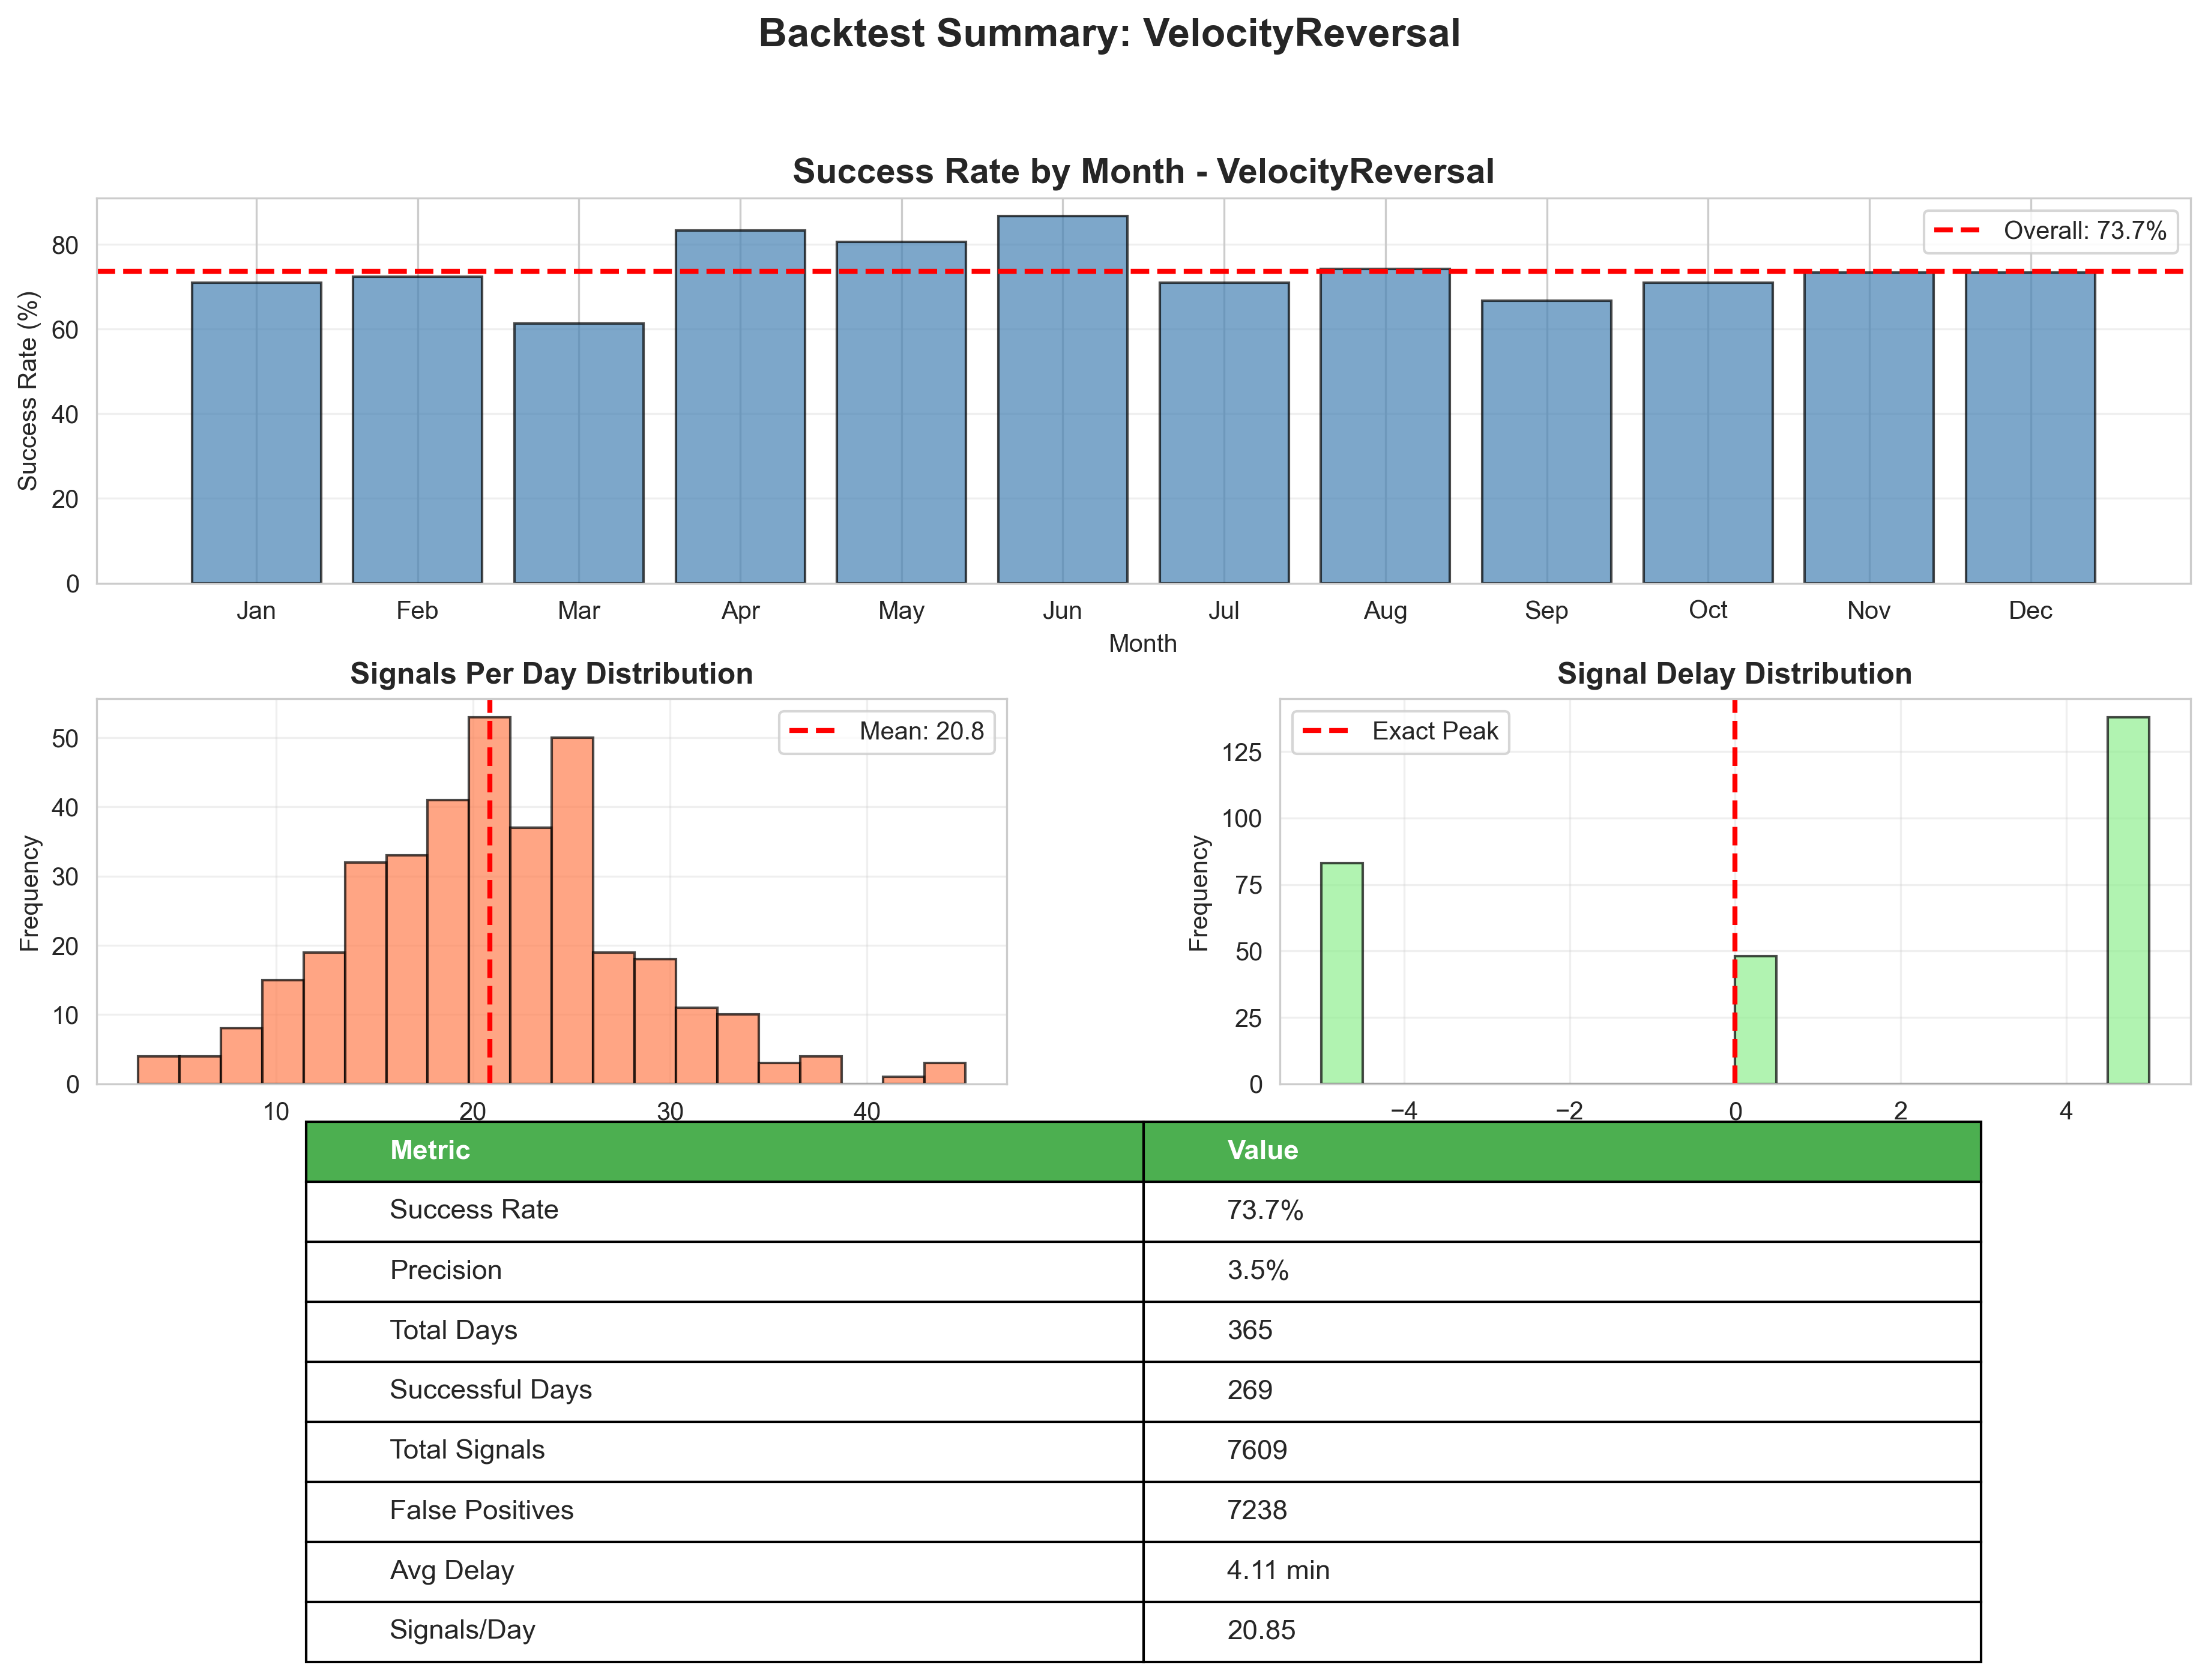 Backtest Summary: VelocityReversal
Success Rate by Month - VelocityReversal
Success Rate (%)
80
60
40
20
0
Overall: 73.7%
Jan Feb Mar Apr May Jun Jul Aug Sep Oct Nov Dec
Month
Signals Per Day Distribution
Frequency
50
40
30
20
10
0
Mean: 20.8
10 20 30 40
Signal Delay Distribution
Frequency
125
100
75
50
25
0
Exact Peak
−4 −2 0 2 4
Metric Value
Success Rate 73.7%
Precision 3.5%
Total Days 365
Successful Days 269
Total Signals 7609
False Positives 7238
Avg Delay 4.11 min
Signals/Day 20.85